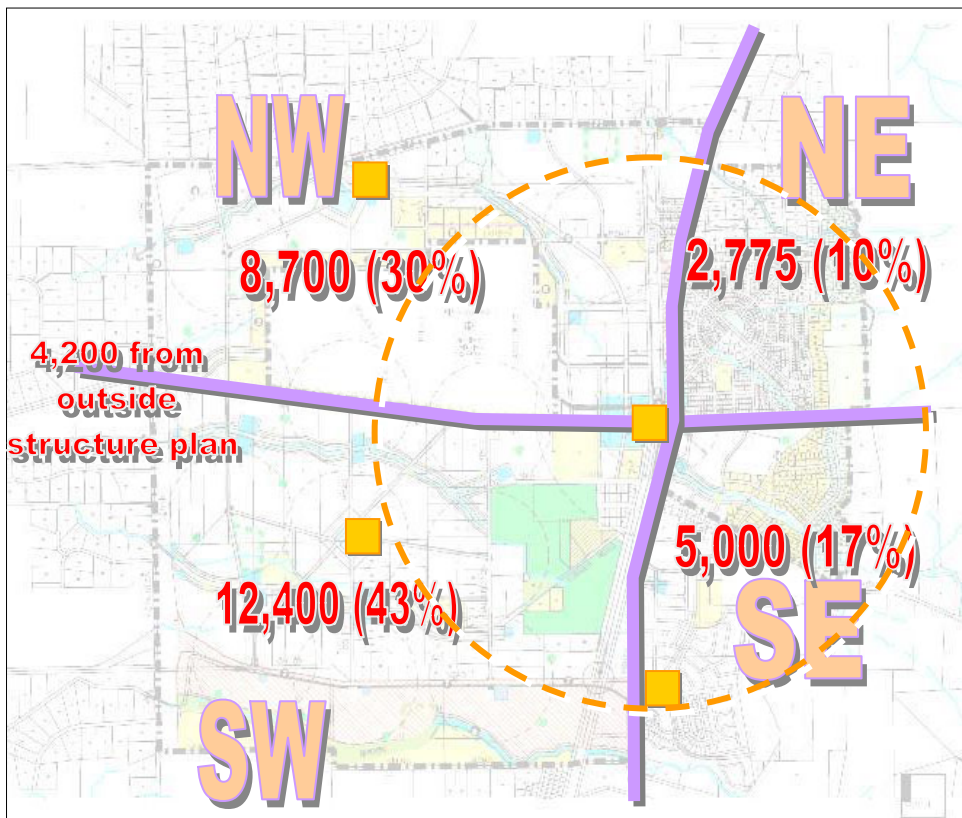 NW
NE
8,700 (30%)
2,775 (10%)
4,200 from
outside
structure plan
5,000 (17%)
12,400 (43%)
SE
SW